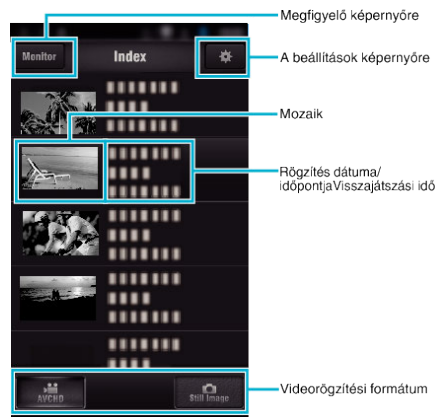 Megfigyelő képernyőre
Monitor
Index
A beállítások képernyőre
Mozaik
Rögzítés dátuma/
időpontjaVisszajátszási idő
AVCHD
Still Image
Videorögzítési formátum